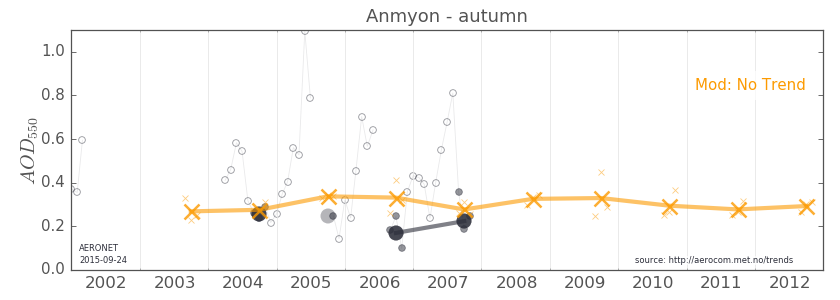 Anmyon - autumn
1.0
Mod: No Trend
0.8
AOD550
0.6
0.4
0.2
AERONET
2015-09-24
source: http://aerocom.met.no/trends
0.0
2002 2003 2004 2005 2006 2007 2008 2009 2010 2011 2012